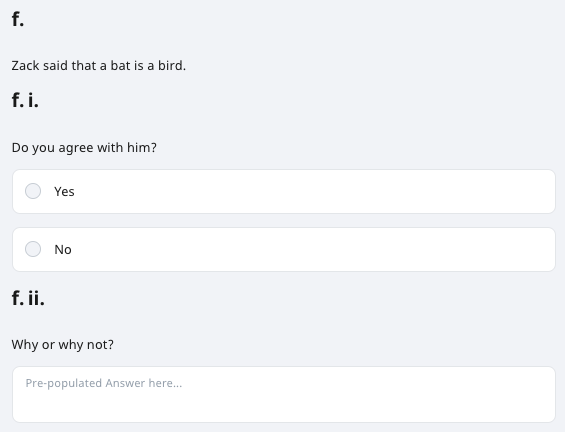 f.
Zack said that a bat is a bird.
f. i.
Do you agree with him?
Yes
No
f. ii.
Why or why not?
Pre-populated Answer here...